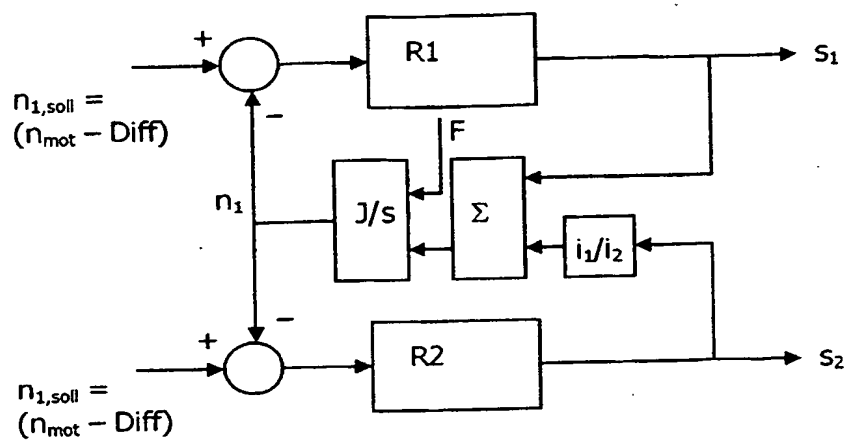 +
R1
s₁
n₁,soll =
(nmot – Diff)
–
F
n₁
J/s
Σ
i₁/i₂
–
+
R2
s₂
n₁,soll =
(nmot – Diff)